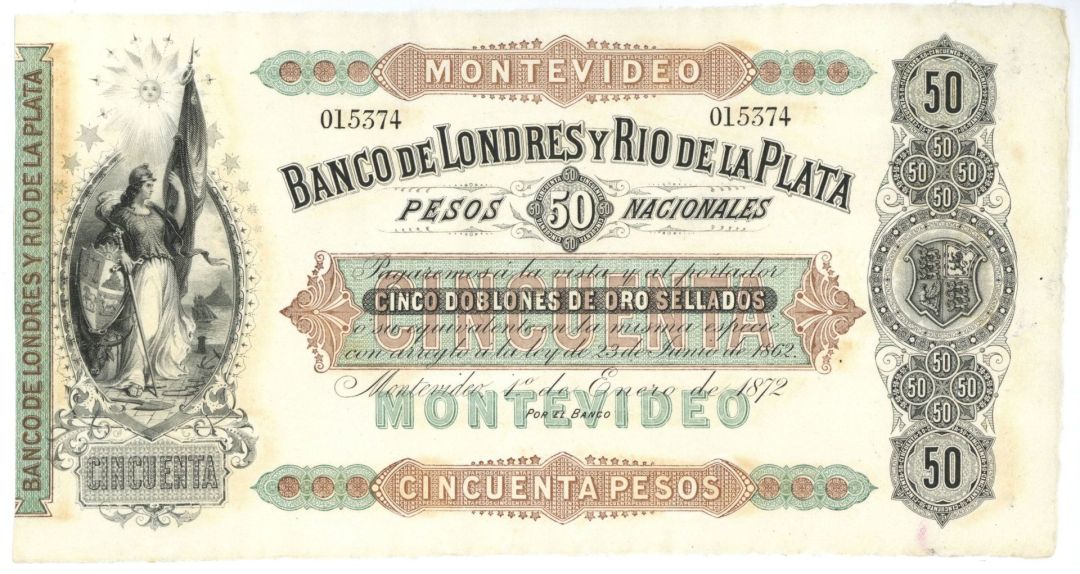 BANCO DE LONDRES Y RIO DE LA PLATA
MONTEVIDEO
015374 015374
BANCO DE LONDRES Y RIO DE LA PLATA
PESOS 50 NACIONALES
CINCUENTA
Pagaremos á la vista y al portador
CINCO DOBLONES DE ORO SELLADOS
o su equivalente en la misma especie
con arreglo a la ley de 23 de Junio de 1862.
Montevideo, 1º de Enero de 1872
MONTEVIDEO
POR EL BANCO
CINCUENTA
CINCUENTA PESOS
50
50
50 50
50
50
50 50
50
50